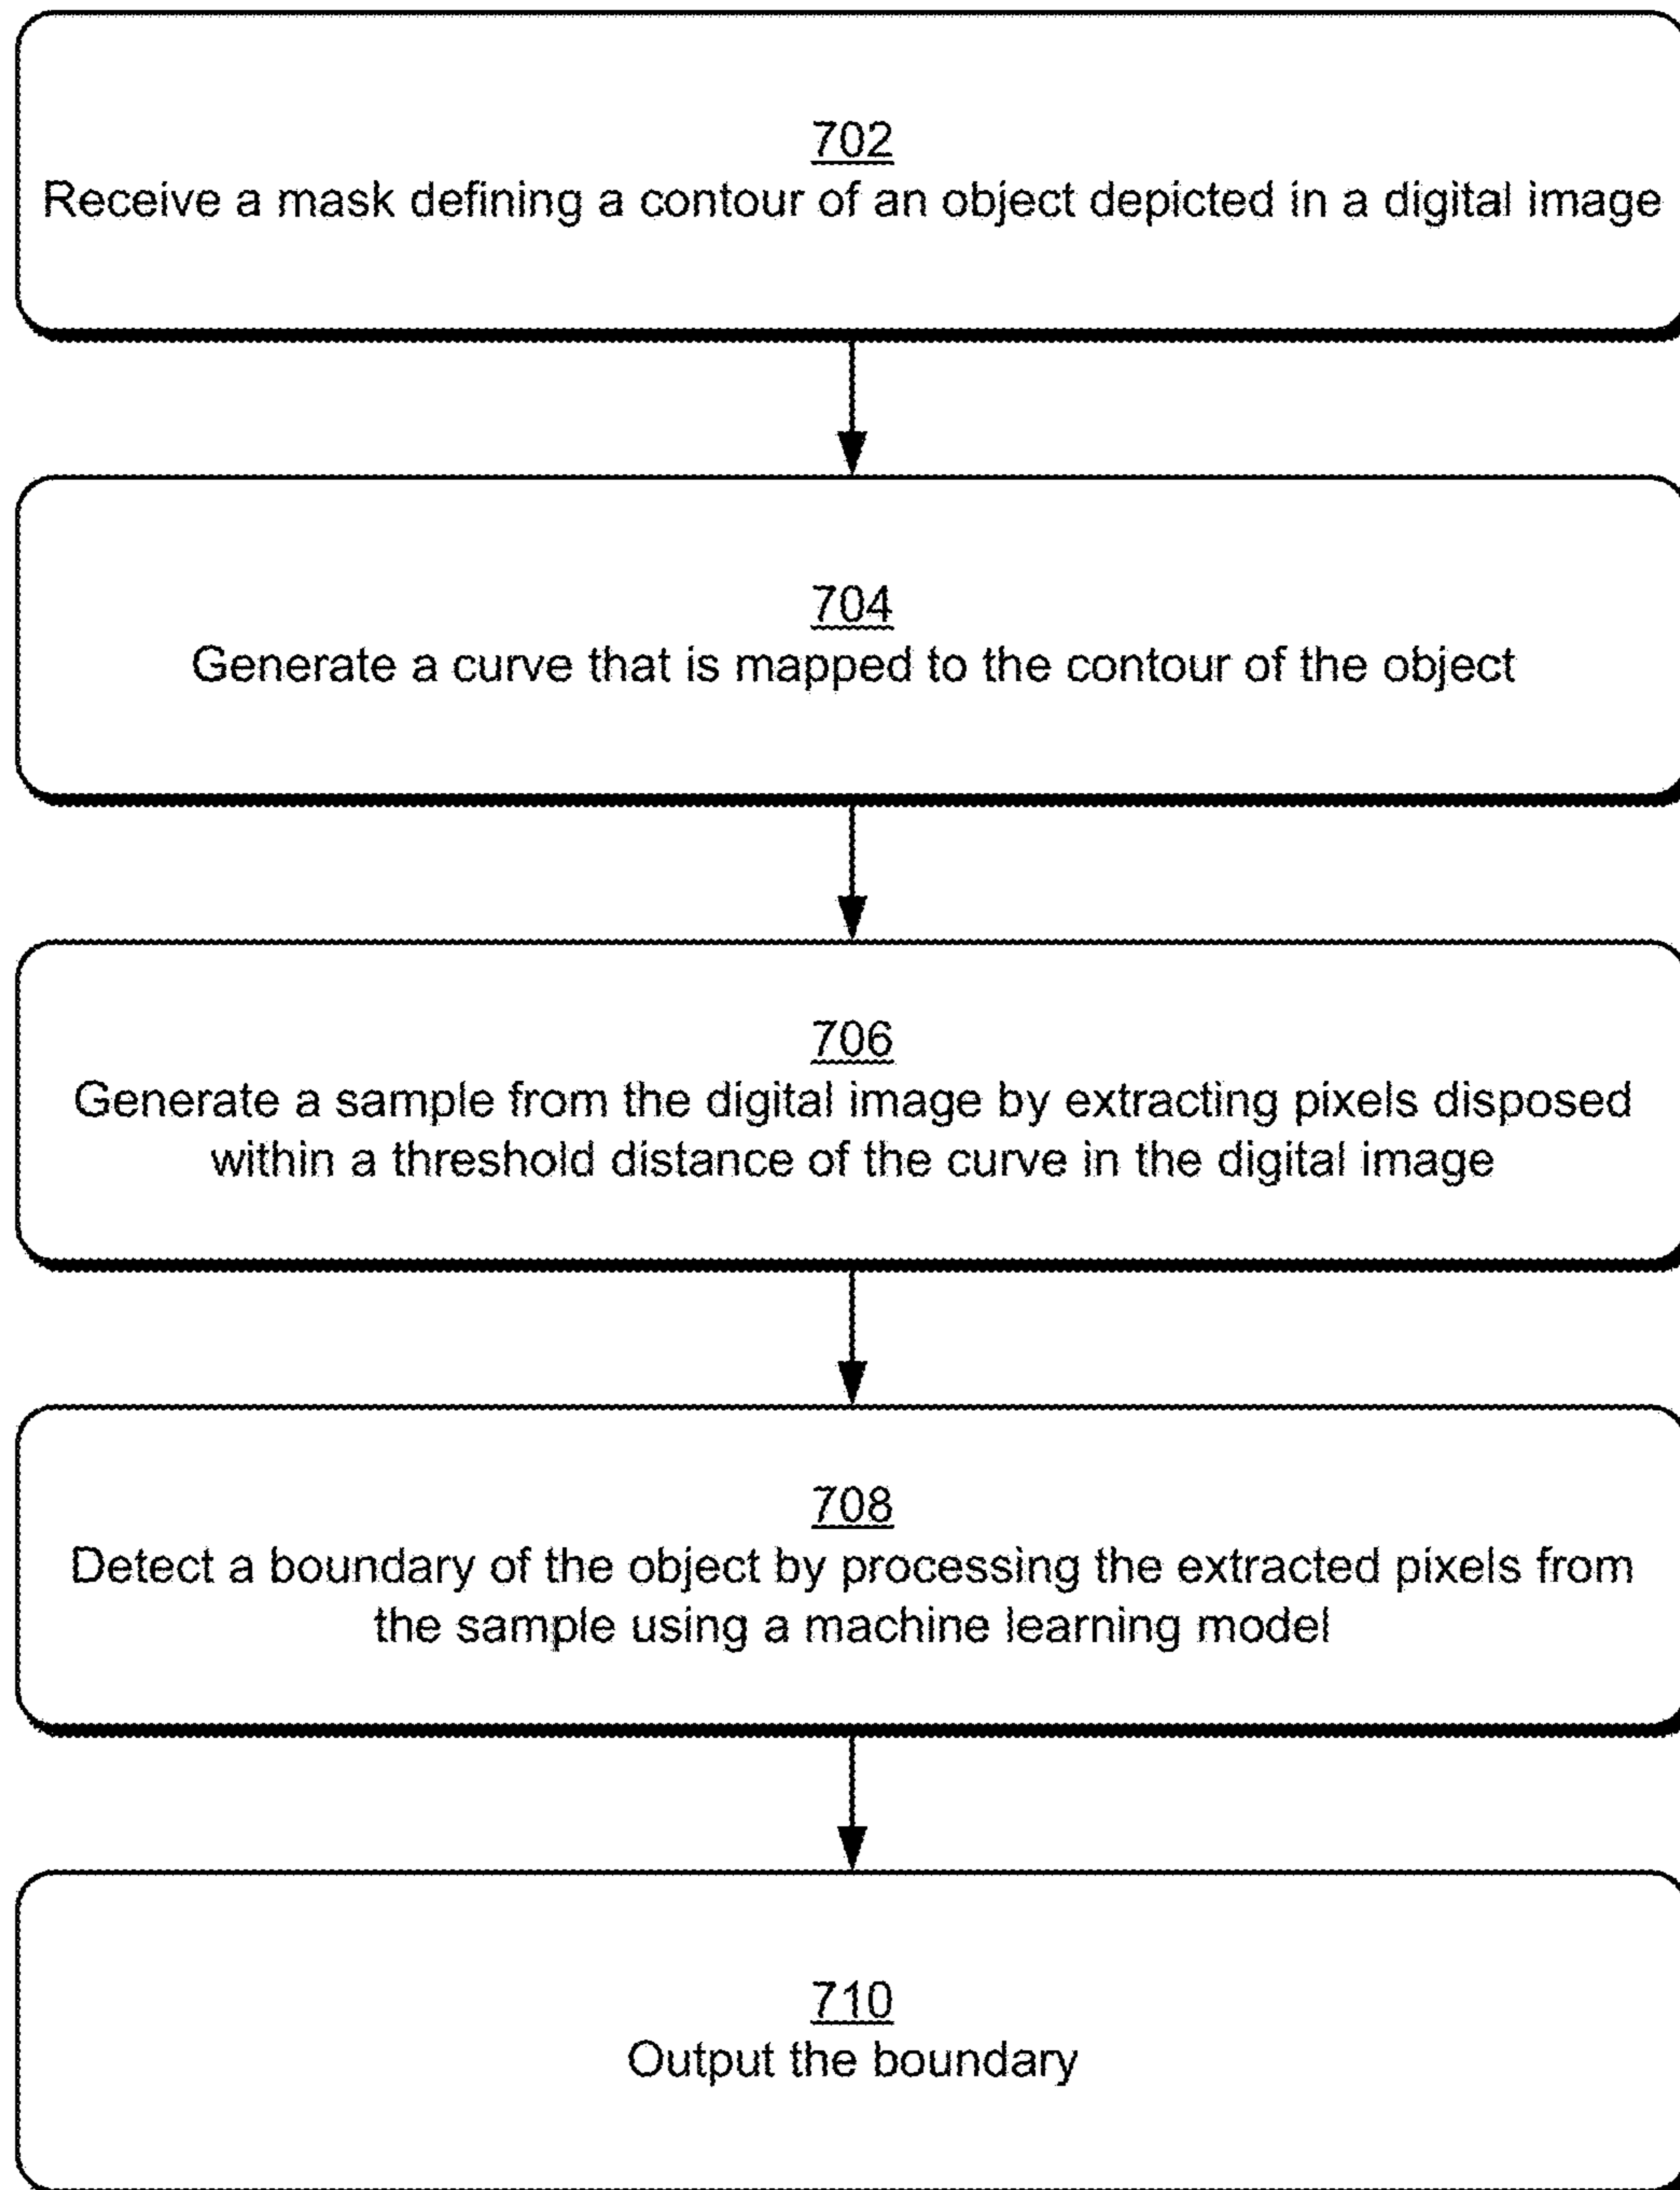 702
Receive a mask defining a contour of an object depicted in a digital image
704
Generate a curve that is mapped to the contour of the object
706
Generate a sample from the digital image by extracting pixels disposed
within a threshold distance of the curve in the digital image
708
Detect a boundary of the object by processing the extracted pixels from
the sample using a machine learning model
710
Output the boundary